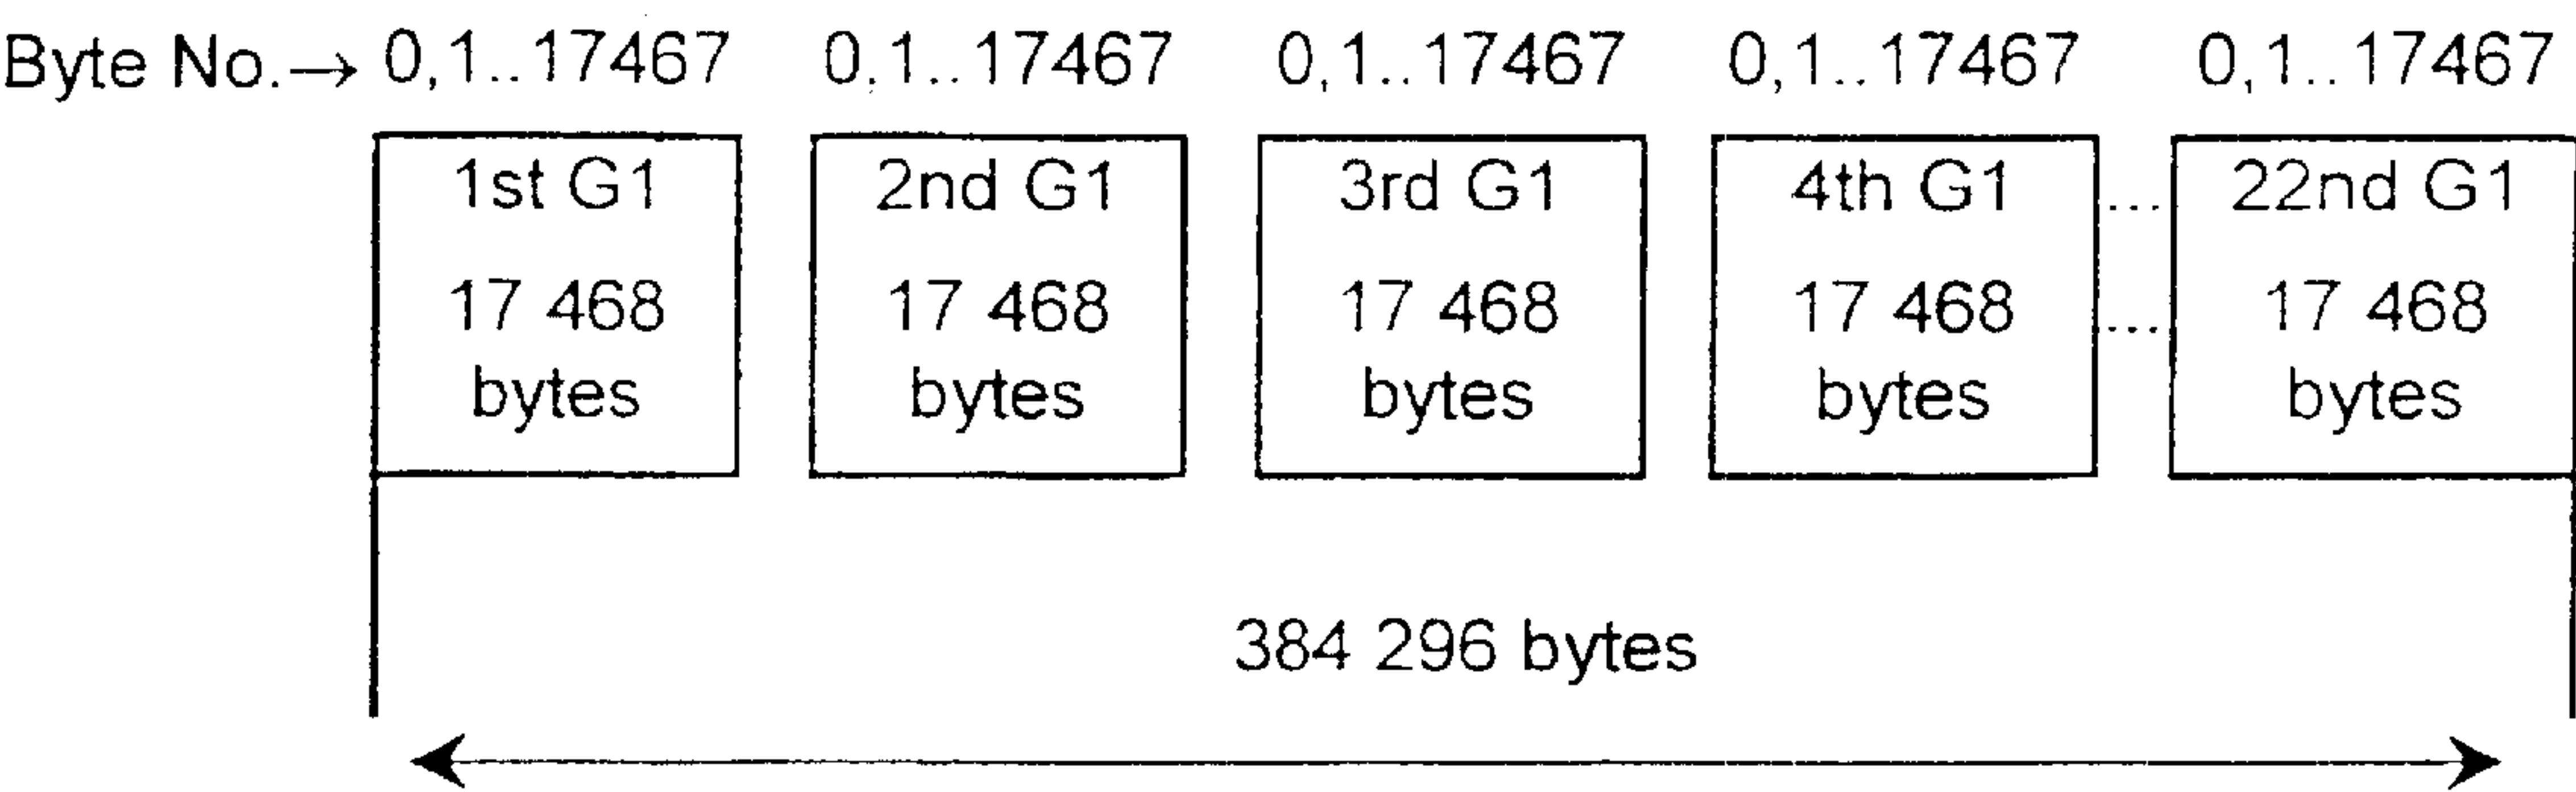 Byte No.→ 0,1..17467 0.1..17467 0,1..17467 0,1..17467 0,1..17467
1st G1 2nd G1 3rd G1 4th G1 ... 22nd G1
17 468 17 468 17 468 17 468 ... 17 468
bytes bytes bytes bytes bytes
384 296 bytes